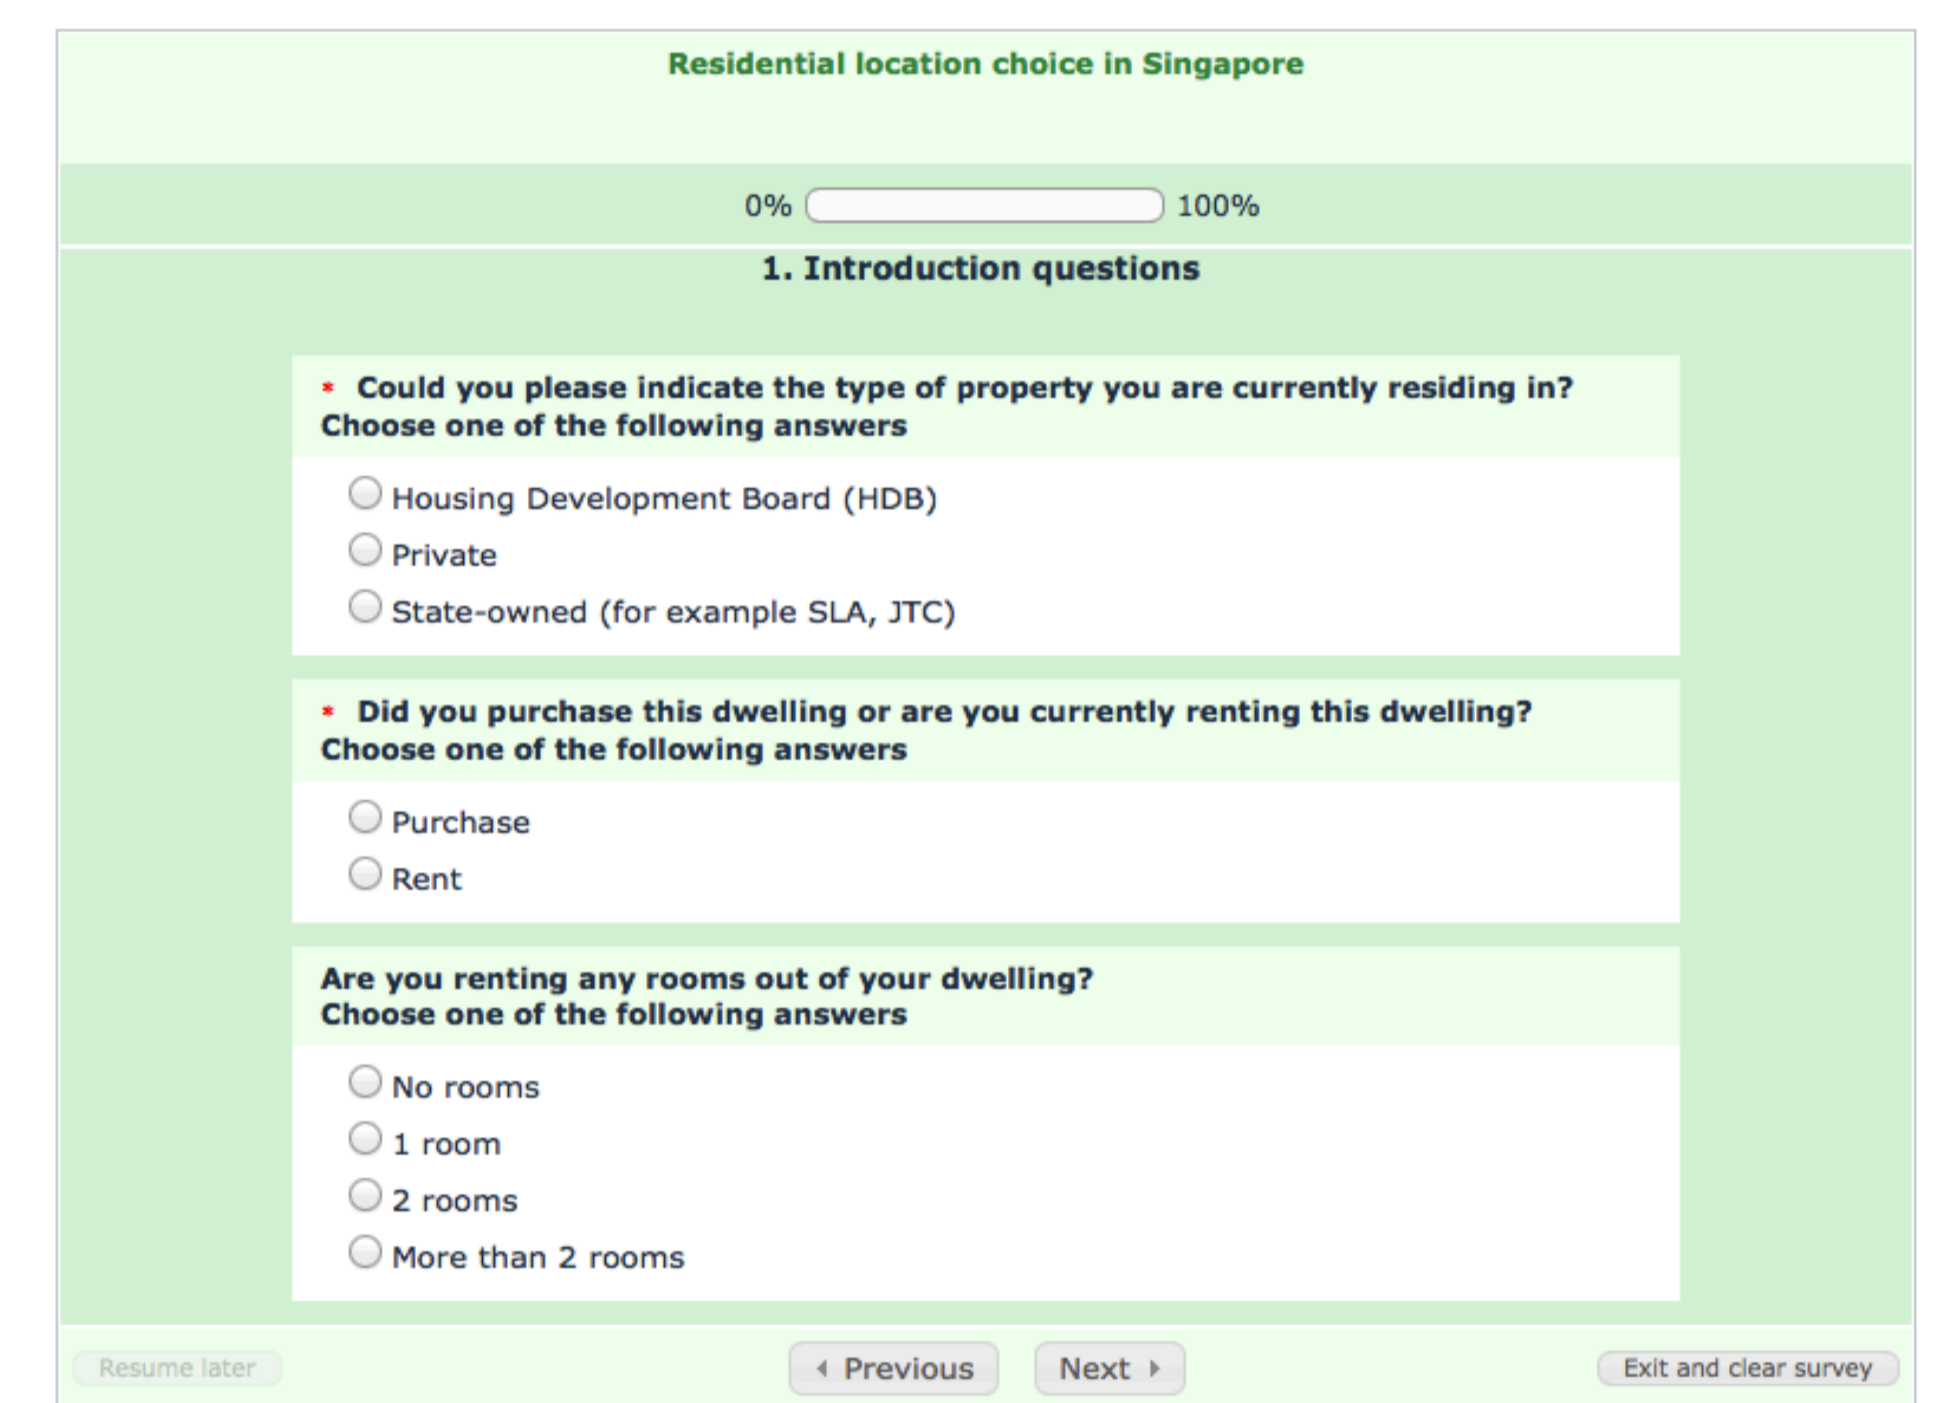 Residential location choice in Singapore
0% 100%
1. Introduction questions
* Could you please indicate the type of property you are currently residing in?
Choose one of the following answers
Housing Development Board (HDB)
Private
State-owned (for example SLA, JTC)
* Did you purchase this dwelling or are you currently renting this dwelling?
Choose one of the following answers
Purchase
Rent
Are you renting any rooms out of your dwelling?
Choose one of the following answers
No rooms
1 room
2 rooms
More than 2 rooms
Resume later Previous Next Exit and clear survey